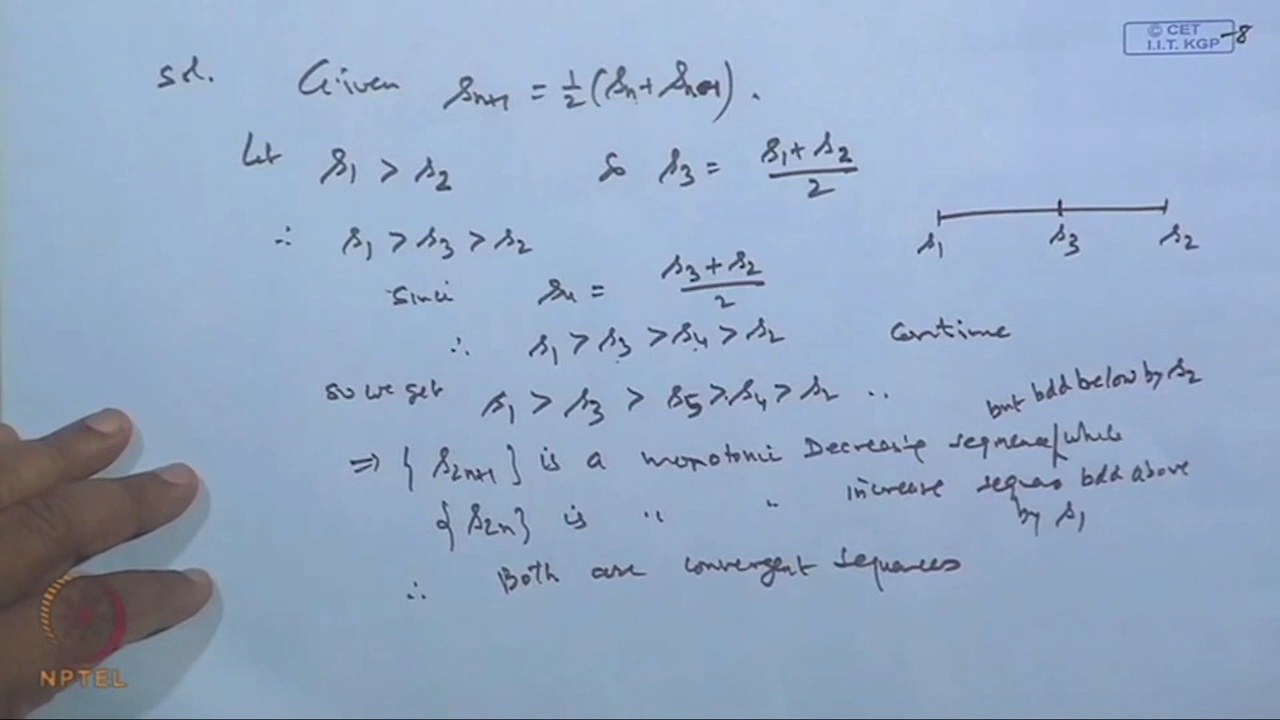 © CET
I.I.T. KGP -8
Sol. Given Sₙ₊₁ = 1/2 (Sₙ + Sₙ₋₁).
Let S₁ > S₂ So S₃ = (S₁ + S₂)/2
∴ S₁ > S₃ > S₂
S₁ S₃ S₂
Since S₄ = (S₃ + S₂)/2
∴ S₁ > S₃ > S₄ > S₂ Continue
So we get S₁ > S₃ > S₅ > S₄ > S₂ ..
but bdd below by S₂
⇒ {S₂ₙ₊₁} is a monotonic Decreasing sequence/while
{S₂ₙ} is " " increase sequen bdd above
by S₁
∴ Both are convergent sequences
NPTEL